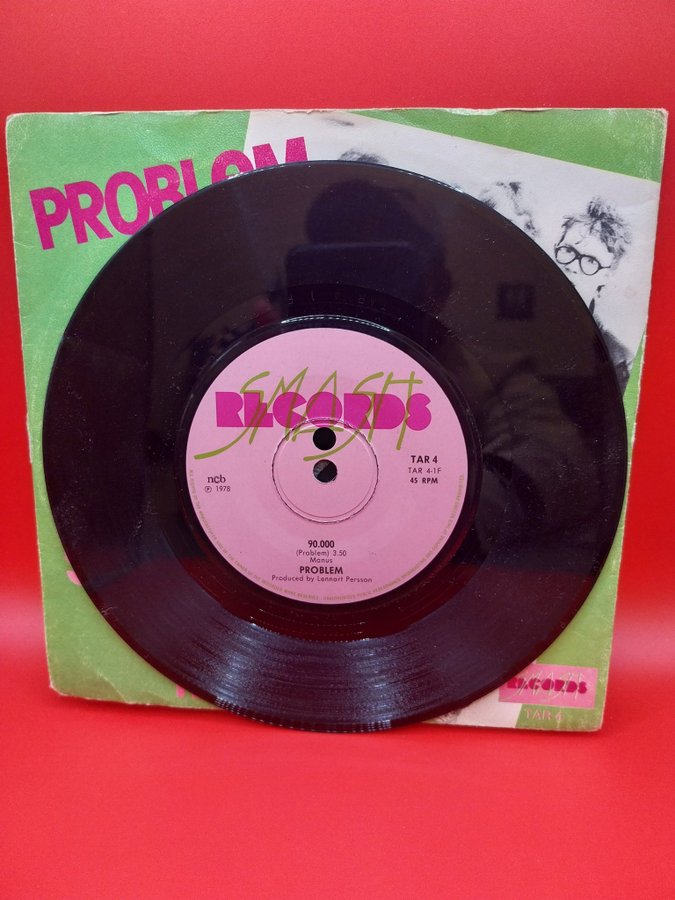 PROBLEM
SMASH
RECORDS
TAR 4
TAR 4-1F
45 RPM
ncb
℗ 1978
90.000
(Problem) 3.50
Manus
PROBLEM
Produced by Lennart Persson
SMASH
RECORDS
TAR 4